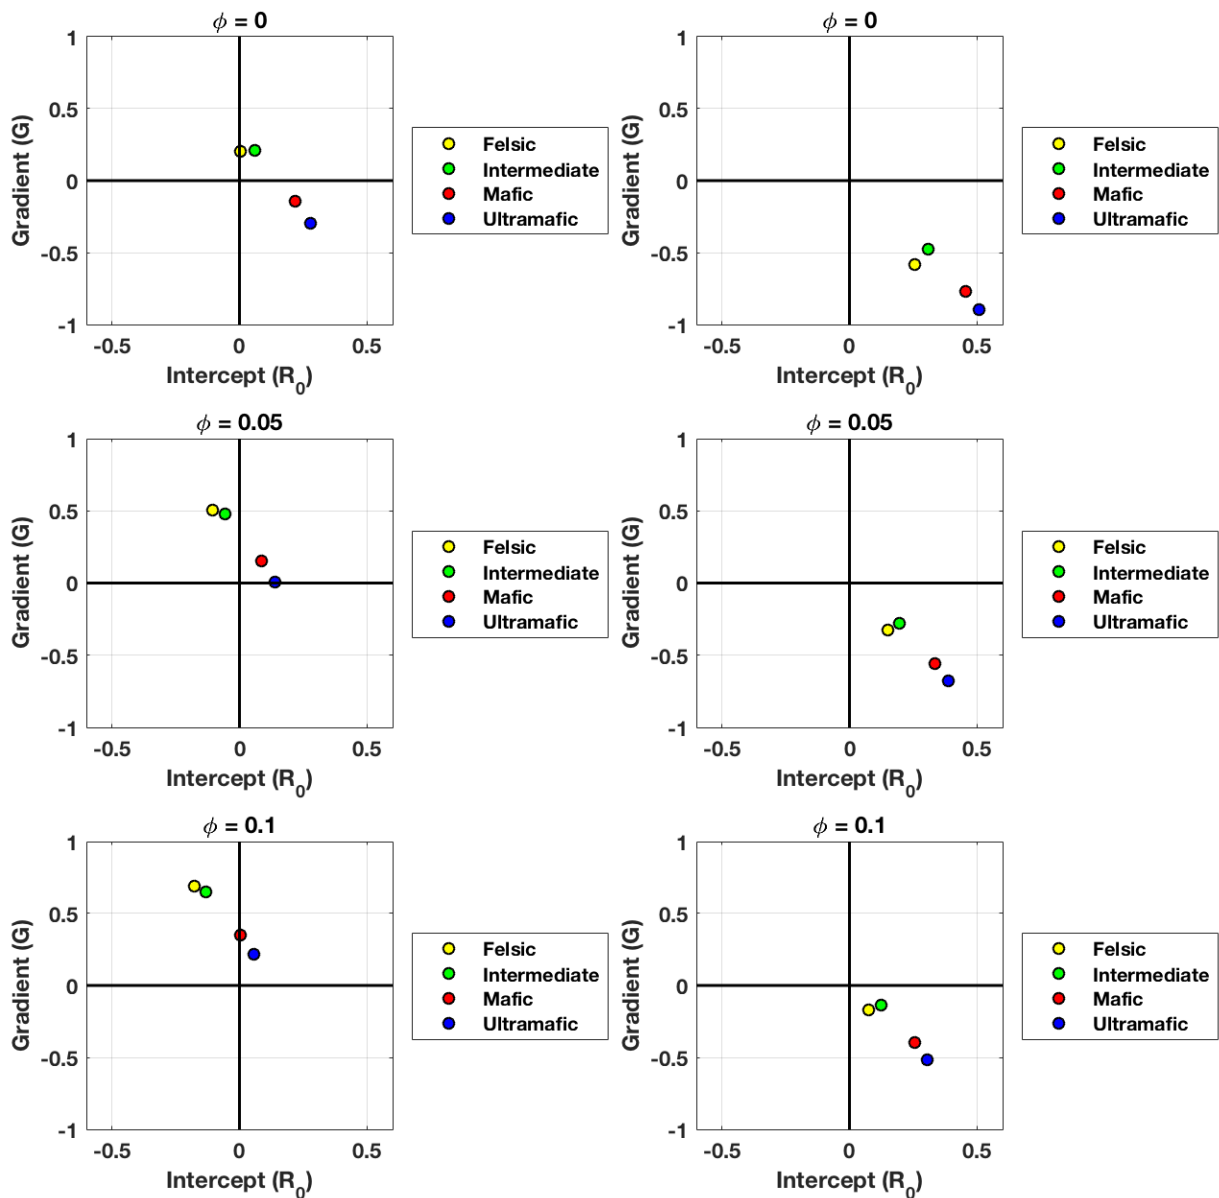 ϕ = 0
1
0.5
0
-0.5
-1
Gradient (G)
-0.5 0 0.5
Intercept (R0)
Felsic
Intermediate
Mafic
Ultramafic
ϕ = 0
1
0.5
0
-0.5
-1
Gradient (G)
-0.5 0 0.5
Intercept (R0)
Felsic
Intermediate
Mafic
Ultramafic
ϕ = 0.05
1
0.5
0
-0.5
-1
Gradient (G)
-0.5 0 0.5
Intercept (R0)
Felsic
Intermediate
Mafic
Ultramafic
ϕ = 0.05
1
0.5
0
-0.5
-1
Gradient (G)
-0.5 0 0.5
Intercept (R0)
Felsic
Intermediate
Mafic
Ultramafic
ϕ = 0.1
1
0.5
0
-0.5
-1
Gradient (G)
-0.5 0 0.5
Intercept (R0)
Felsic
Intermediate
Mafic
Ultramafic
ϕ = 0.1
1
0.5
0
-0.5
-1
Gradient (G)
-0.5 0 0.5
Intercept (R0)
Felsic
Intermediate
Mafic
Ultramafic